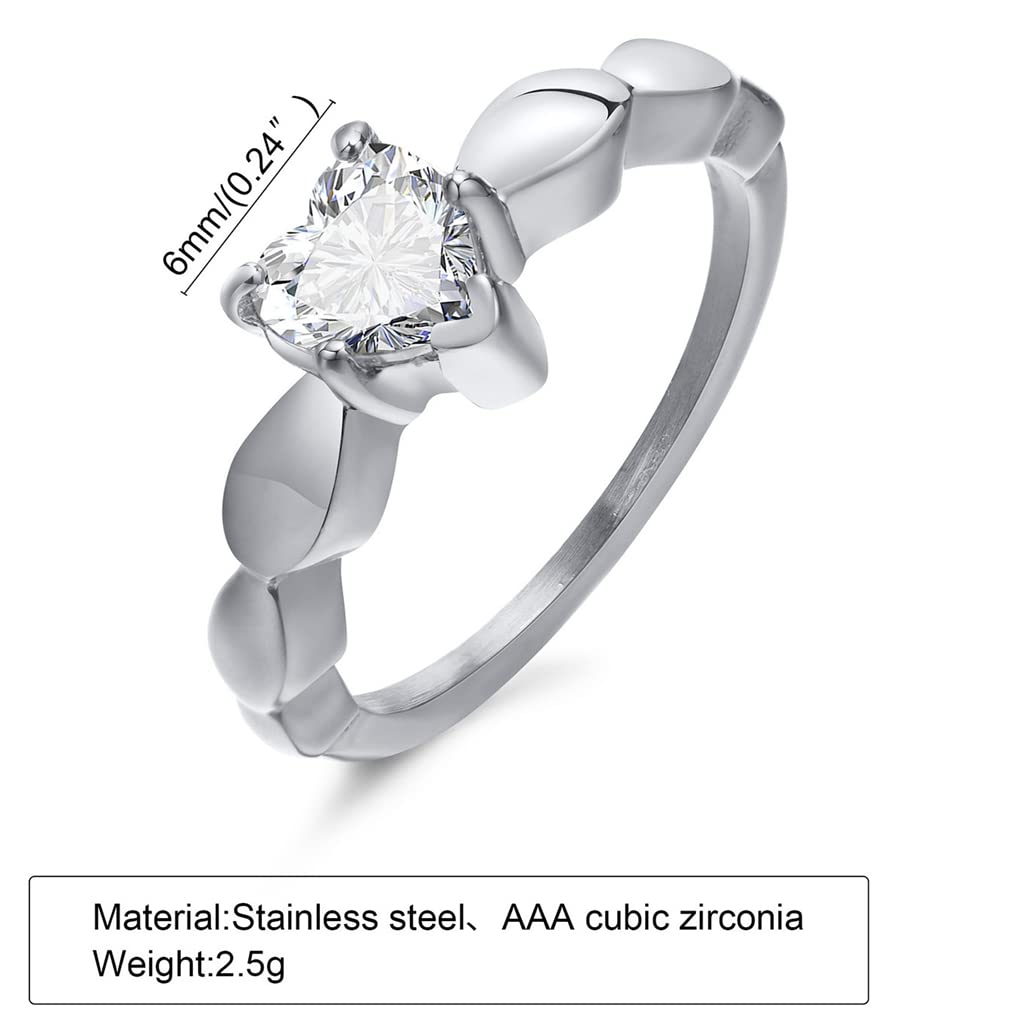 6mm/(0.24″ )
Material:Stainless steel、AAA cubic zirconia
Weight:2.5g